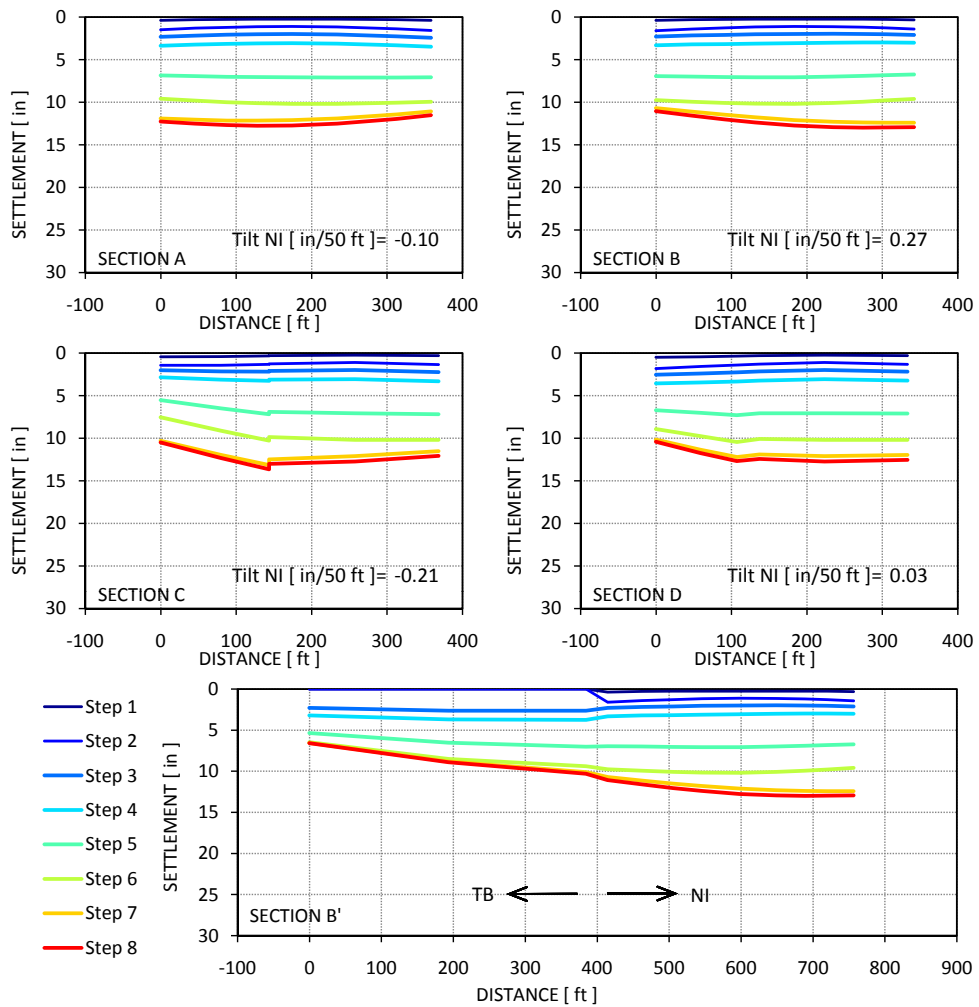 0
5
10
15
20
25
30
SETTLEMENT [ in ]
Tilt NI [ in/50 ft ]= -0.10
SECTION A
-100 0 100 200 300 400
DISTANCE [ ft ]
0
5
10
15
20
25
30
SETTLEMENT [ in ]
Tilt NI [ in/50 ft ]= 0.27
SECTION B
-100 0 100 200 300 400
DISTANCE [ ft ]
0
5
10
15
20
25
30
SETTLEMENT [ in ]
Tilt NI [ in/50 ft ]= -0.21
SECTION C
-100 0 100 200 300 400
DISTANCE [ ft ]
0
5
10
15
20
25
30
SETTLEMENT [ in ]
Tilt NI [ in/50 ft ]= 0.03
SECTION D
-100 0 100 200 300 400
DISTANCE [ ft ]
Step 1
Step 2
Step 3
Step 4
Step 5
Step 6
Step 7
Step 8
0
5
10
15
20
25
30
SETTLEMENT [ in ]
TB NI
SECTION B'
-100 0 100 200 300 400 500 600 700 800 900
DISTANCE [ ft ]